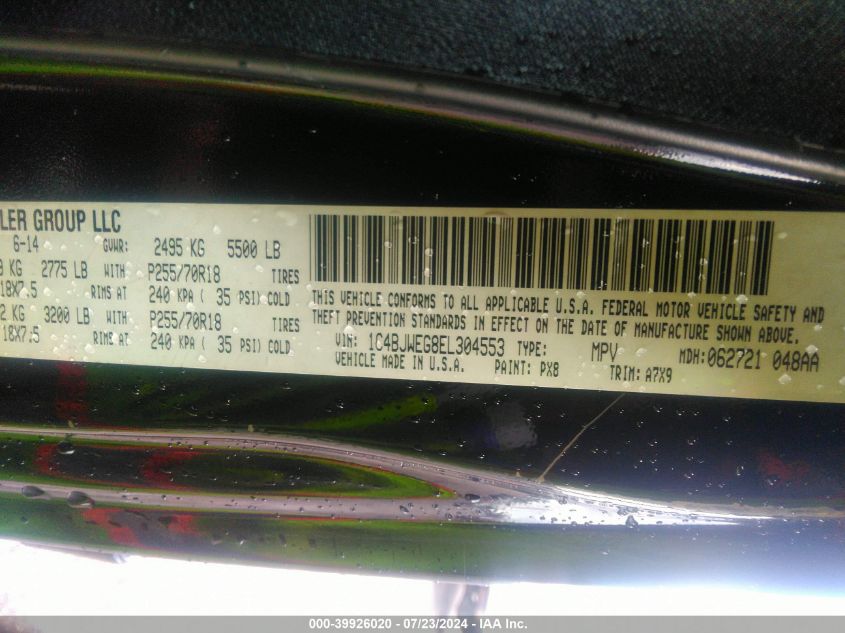 LER GROUP LLC
6-14 GVWR: 2495 KG 5500 LB
KG 2775 LB WITH P255/70R18 TIRES
18X7.5 RIMS AT 240 KPA ( 35 PSI) COLD
KG 3200 LB WITH P255/70R18 TIRES
18X7.5 RIMS AT 240 KPA ( 35 PSI) COLD
THIS VEHICLE CONFORMS TO ALL APPLICABLE U.S.A. FEDERAL MOTOR VEHICLE SAFETY AND
THEFT PREVENTION STANDARDS IN EFFECT ON THE DATE OF MANUFACTURE SHOWN ABOVE.
VIN: 1C4BJWEG8EL304553 TYPE: MPV MDH: 062721 048AA
VEHICLE MADE IN U.S.A. PAINT: PX8 TRIM: A7X9
000-39926020 - 07/23/2024 - IAA Inc.